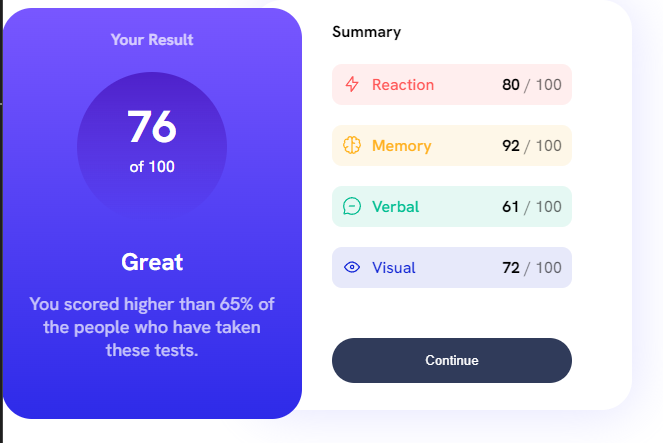 Your Result
76
of 100
Great
You scored higher than 65% of
the people who have taken
these tests.
Summary
Reaction 80 / 100
Memory 92 / 100
Verbal 61 / 100
Visual 72 / 100
Continue